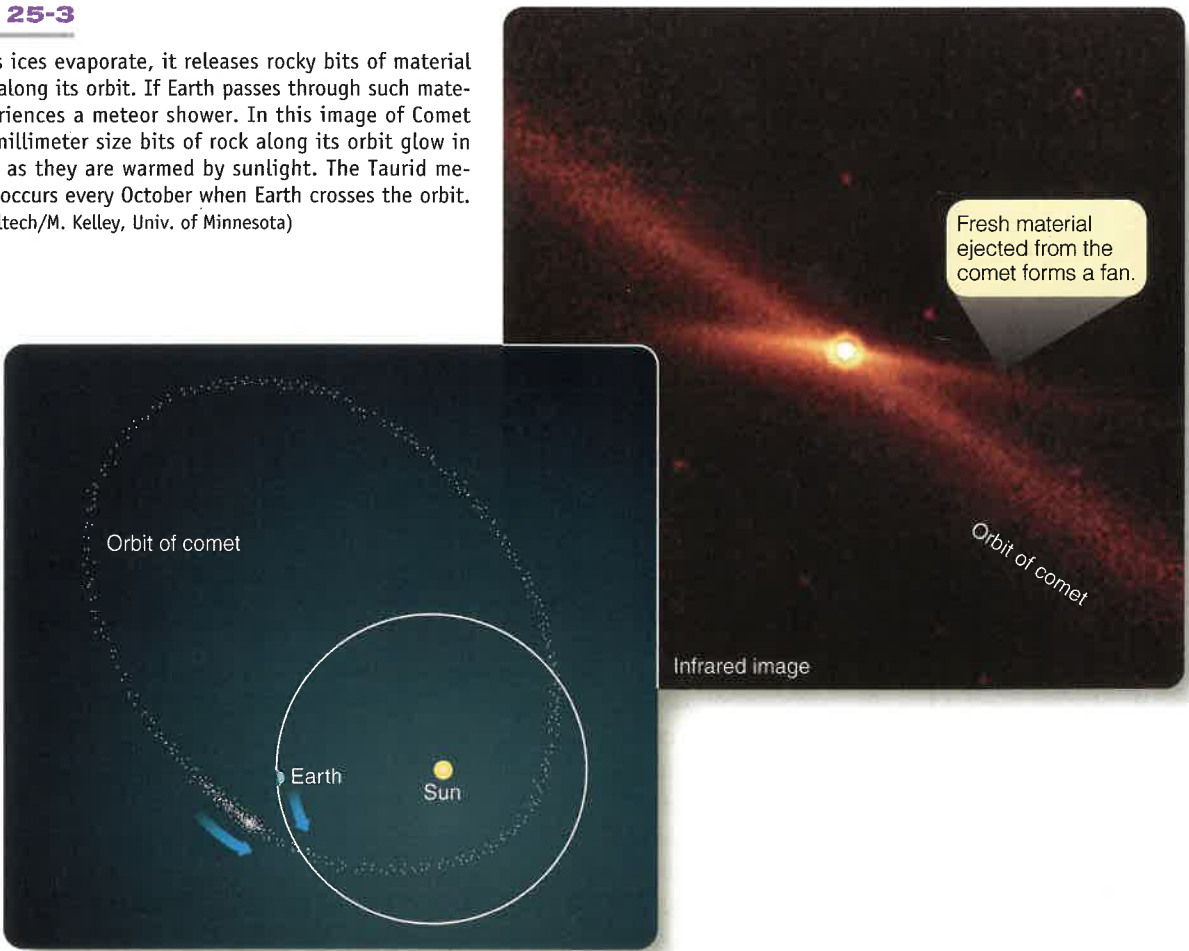 25-3
s ices evaporate, it releases rocky bits of material
along its orbit. If Earth passes through such mate-
riences a meteor shower. In this image of Comet
millimeter size bits of rock along its orbit glow in
as they are warmed by sunlight. The Taurid me-
occurs every October when Earth crosses the orbit.
ltech/M. Kelley, Univ. of Minnesota)
Fresh material
ejected from the
comet forms a fan.
Orbit of comet
Infrared image
Orbit of comet
Earth
Sun